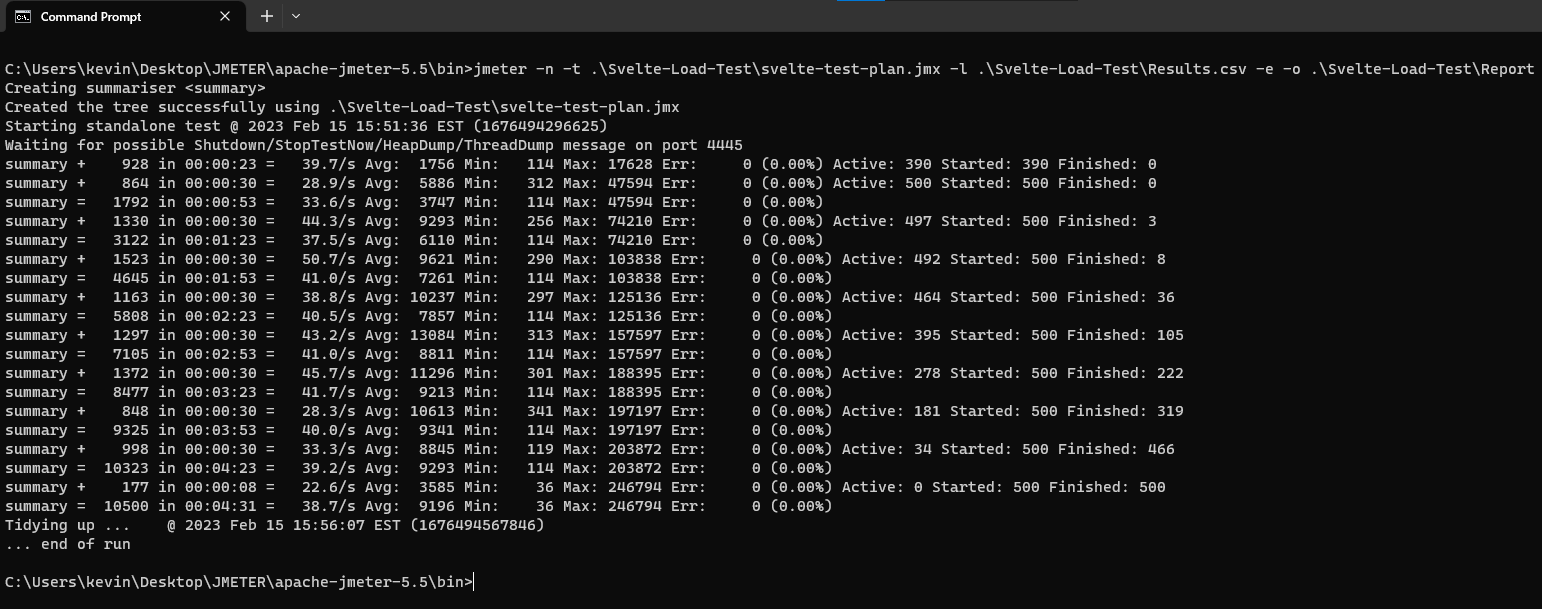 Command Prompt
C:\Users\kevin\Desktop\JMETER\apache-jmeter-5.5\bin>jmeter -n -t .\Svelte-Load-Test\svelte-test-plan.jmx -l .\Svelte-Load-Test\Results.csv -e -o .\Svelte-Load-Test\Report
Creating summariser <summary>
Created the tree successfully using .\Svelte-Load-Test\svelte-test-plan.jmx
Starting standalone test @ 2023 Feb 15 15:51:36 EST (1676494296625)
Waiting for possible Shutdown/StopTestNow/HeapDump/ThreadDump message on port 4445
summary +    928 in 00:00:23 =   39.7/s Avg:  1756 Min:   114 Max: 17628 Err:     0 (0.00%) Active: 390 Started: 390 Finished: 0
summary +    864 in 00:00:30 =   28.9/s Avg:  5886 Min:   312 Max: 47594 Err:     0 (0.00%) Active: 500 Started: 500 Finished: 0
summary =   1792 in 00:00:53 =   33.6/s Avg:  3747 Min:   114 Max: 47594 Err:     0 (0.00%)
summary +   1330 in 00:00:30 =   44.3/s Avg:  9293 Min:   256 Max: 74210 Err:     0 (0.00%) Active: 497 Started: 500 Finished: 3
summary =   3122 in 00:01:23 =   37.5/s Avg:  6110 Min:   114 Max: 74210 Err:     0 (0.00%)
summary +   1523 in 00:00:30 =   50.7/s Avg:  9621 Min:   290 Max: 103838 Err:     0 (0.00%) Active: 492 Started: 500 Finished: 8
summary =   4645 in 00:01:53 =   41.0/s Avg:  7261 Min:   114 Max: 103838 Err:     0 (0.00%)
summary +   1163 in 00:00:30 =   38.8/s Avg: 10237 Min:   297 Max: 125136 Err:     0 (0.00%) Active: 464 Started: 500 Finished: 36
summary =   5808 in 00:02:23 =   40.5/s Avg:  7857 Min:   114 Max: 125136 Err:     0 (0.00%)
summary +   1297 in 00:00:30 =   43.2/s Avg: 13084 Min:   313 Max: 157597 Err:     0 (0.00%) Active: 395 Started: 500 Finished: 105
summary =   7105 in 00:02:53 =   41.0/s Avg:  8811 Min:   114 Max: 157597 Err:     0 (0.00%)
summary +   1372 in 00:00:30 =   45.7/s Avg: 11296 Min:   301 Max: 188395 Err:     0 (0.00%) Active: 278 Started: 500 Finished: 222
summary =   8477 in 00:03:23 =   41.7/s Avg:  9213 Min:   114 Max: 188395 Err:     0 (0.00%)
summary +    848 in 00:00:30 =   28.3/s Avg: 10613 Min:   341 Max: 197197 Err:     0 (0.00%) Active: 181 Started: 500 Finished: 319
summary =   9325 in 00:03:53 =   40.0/s Avg:  9341 Min:   114 Max: 197197 Err:     0 (0.00%)
summary +    998 in 00:00:30 =   33.3/s Avg:  8845 Min:   119 Max: 203872 Err:     0 (0.00%) Active: 34 Started: 500 Finished: 466
summary =  10323 in 00:04:23 =   39.2/s Avg:  9293 Min:   114 Max: 203872 Err:     0 (0.00%)
summary +    177 in 00:00:08 =   22.6/s Avg:  3585 Min:    36 Max: 246794 Err:     0 (0.00%) Active: 0 Started: 500 Finished: 500
summary =  10500 in 00:04:31 =   38.7/s Avg:  9196 Min:    36 Max: 246794 Err:     0 (0.00%)
Tidying up ...    @ 2023 Feb 15 15:56:07 EST (1676494567846)
... end of run
C:\Users\kevin\Desktop\JMETER\apache-jmeter-5.5\bin>